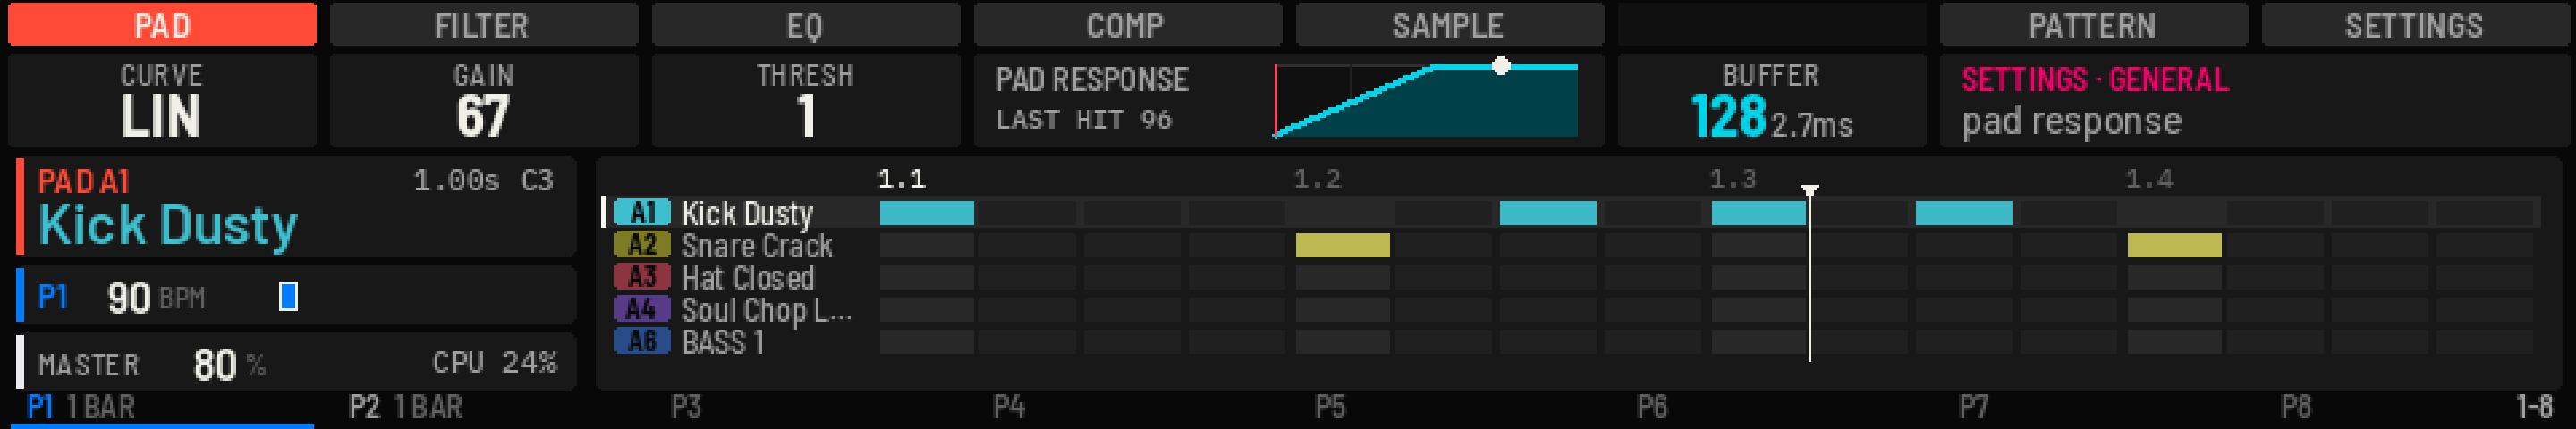 PAD FILTER EQ COMP SAMPLE PATTERN SETTINGS
CURVE
LIN
GAIN
67
THRESH
1
PAD RESPONSE
LAST HIT 96
BUFFER
128 2.7ms
SETTINGS · GENERAL
pad response
PAD A1 1.00s C3
Kick Dusty
P1 90 BPM
MASTER 80 % CPU 24%
1.1 1.2 1.3 1.4
A1 Kick Dusty
A2 Snare Crack
A3 Hat Closed
A4 Soul Chop L...
A6 BASS 1
P1 1 BAR P2 1 BAR P3 P4 P5 P6 P7 P8 1-8